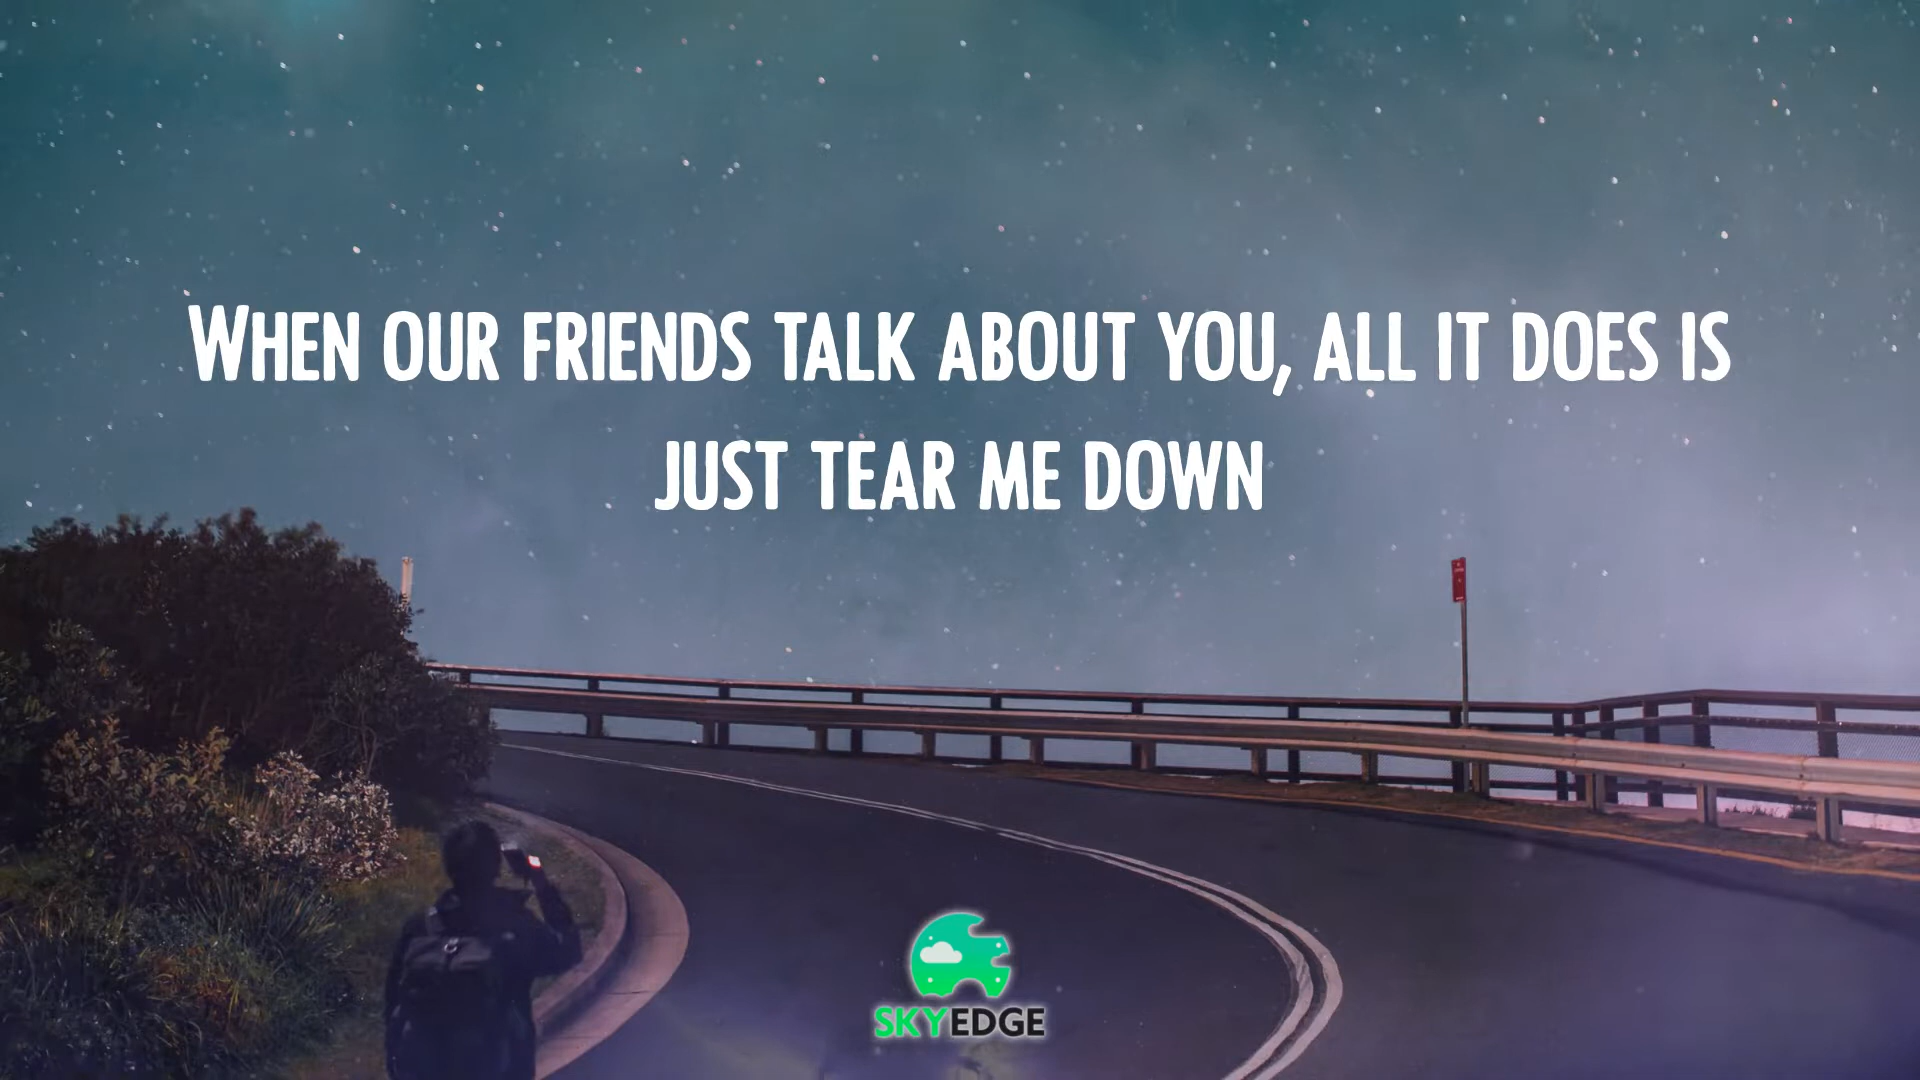 When our friends talk about you, all it does is
just tear me down
SKYEDGE